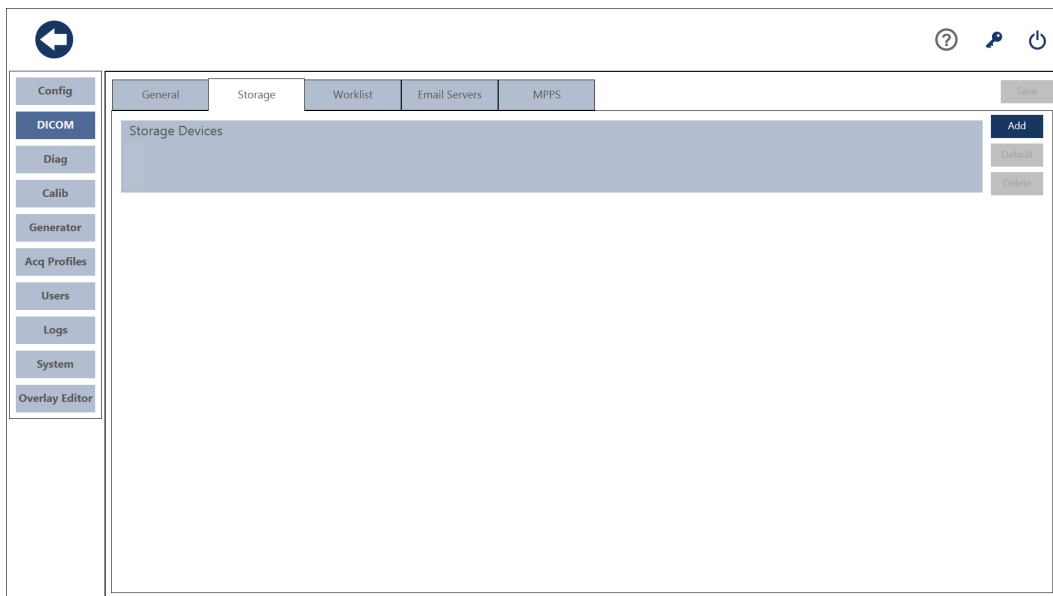 ?
Config
DICOM
Diag
Calib
Generator
Acq Profiles
Users
Logs
System
Overlay Editor
General Storage Worklist Email Servers MPPS Save
Storage Devices
Add
Default
Delete